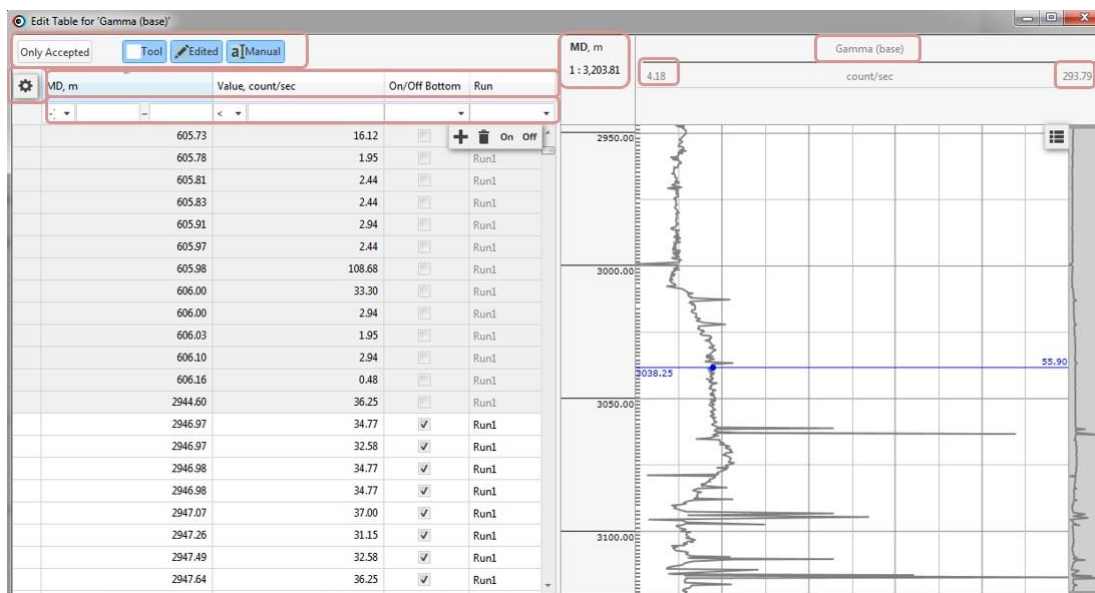 Edit Table for 'Gamma (base)'
Only Accepted Tool Edited Manual
MD, m Value, count/sec On/Off Bottom Run
– <
On Off
605.73 16.12
605.78 1.95 Run1
605.81 2.44 Run1
605.83 2.44 Run1
605.91 2.94 Run1
605.97 2.44 Run1
605.98 108.68 Run1
606.00 33.30 Run1
606.00 2.94 Run1
606.03 1.95 Run1
606.10 2.94 Run1
606.16 0.48 Run1
2944.60 36.25 Run1
2946.97 34.77 Run1
2946.97 32.58 Run1
2946.98 34.77 Run1
2946.98 34.77 Run1
2947.07 37.00 Run1
2947.26 31.15 Run1
2947.49 32.58 Run1
2947.64 36.25 Run1
MD, m
1 : 3,203.81
Gamma (base)
4.18 count/sec 293.79
2950.00
3000.00
3038.25 55.90
3050.00
3100.00